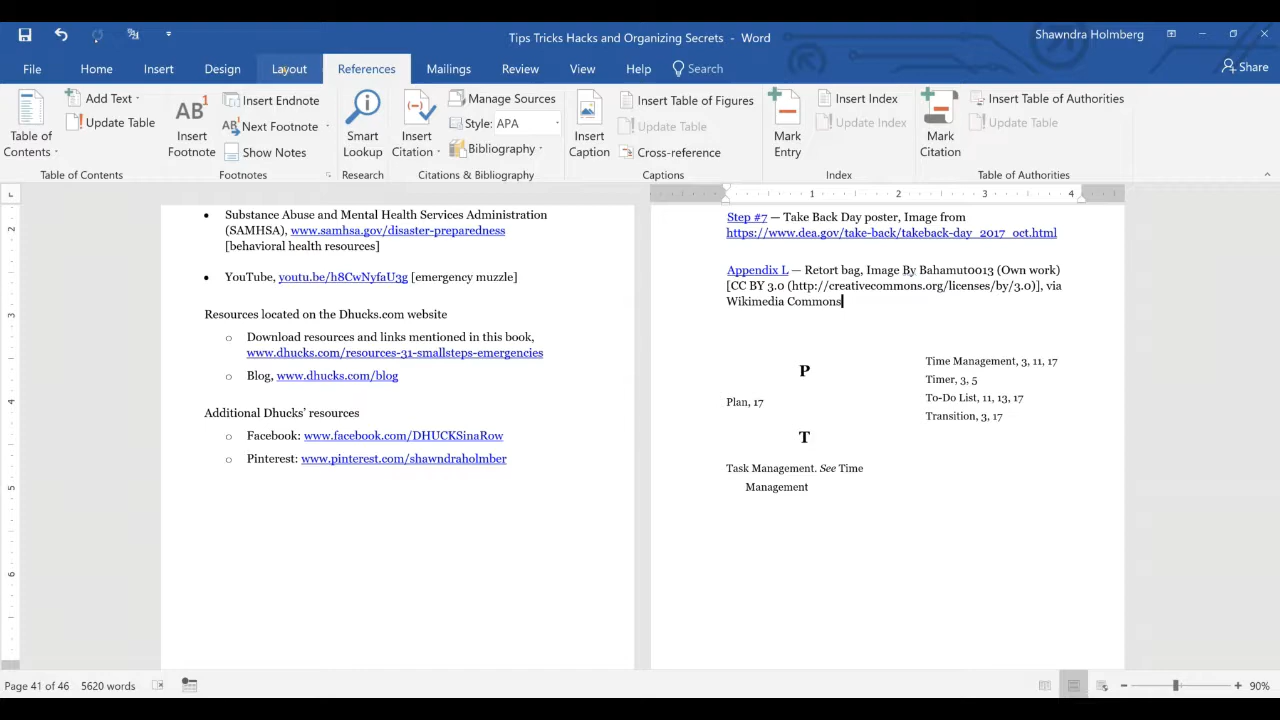 Tips Tricks Hacks and Organizing Secrets - Word
Shawndra Holmberg
File Home Insert Design Layout References Mailings Review View Help Search Share
Table of Contents
Add Text
Update Table
Table of Contents
AB1
Insert Footnote
Insert Endnote
AB1 Next Footnote
Show Notes
Footnotes
Smart Lookup
Research
Insert Citation
Manage Sources
Style: APA
Bibliography
Citations & Bibliography
Insert Caption
Insert Table of Figures
Update Table
Cross-reference
Captions
Mark Entry
Insert Index
Update Index
Index
Mark Citation
Insert Table of Authorities
Update Table
Table of Authorities
1 2 3 4
2
3
4
5
6
• Substance Abuse and Mental Health Services Administration
(SAMHSA), www.samhsa.gov/disaster-preparedness
[behavioral health resources]
• YouTube, youtu.be/h8CwNyfaU3g [emergency muzzle]
Resources located on the Dhucks.com website
o Download resources and links mentioned in this book,
www.dhucks.com/resources-31-smallsteps-emergencies
o Blog, www.dhucks.com/blog
Additional Dhucks’ resources
o Facebook: www.facebook.com/DHUCKSinaRow
o Pinterest: www.pinterest.com/shawndraholmber
Step #7 — Take Back Day poster, Image from
https://www.dea.gov/take-back/takeback-day_2017_oct.html
Appendix L — Retort bag, Image By Bahamut0013 (Own work)
[CC BY 3.0 (http://creativecommons.org/licenses/by/3.0)], via
Wikimedia Commons
P
Plan, 17
T
Task Management. See Time
Management
Time Management, 3, 11, 17
Timer, 3, 5
To-Do List, 11, 13, 17
Transition, 3, 17
Page 41 of 46 5620 words
90%